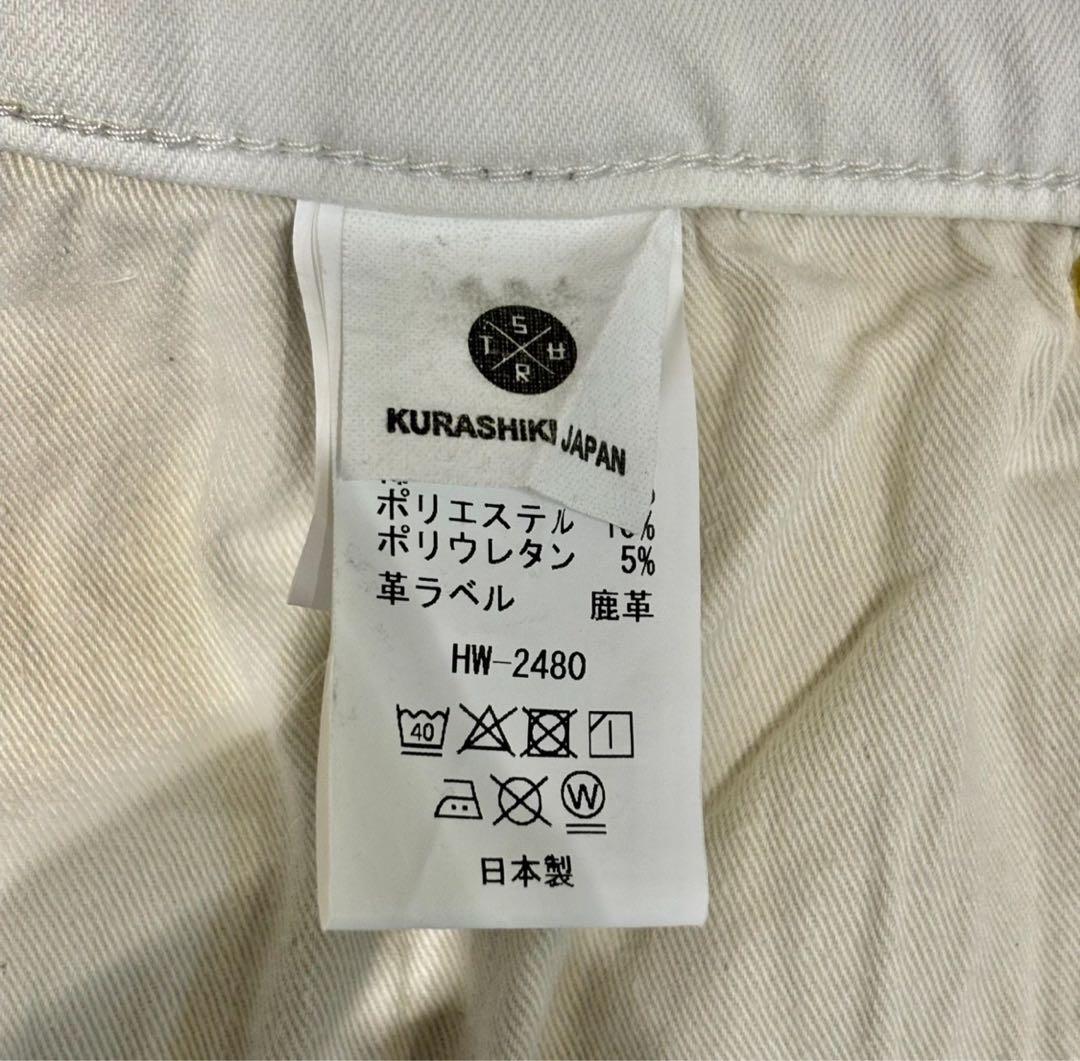 S
T H
R
KURASHIKI JAPAN
ポリエステル
ポリウレタン 5%
革ラベル 鹿革
HW-2480
40
W
日本製